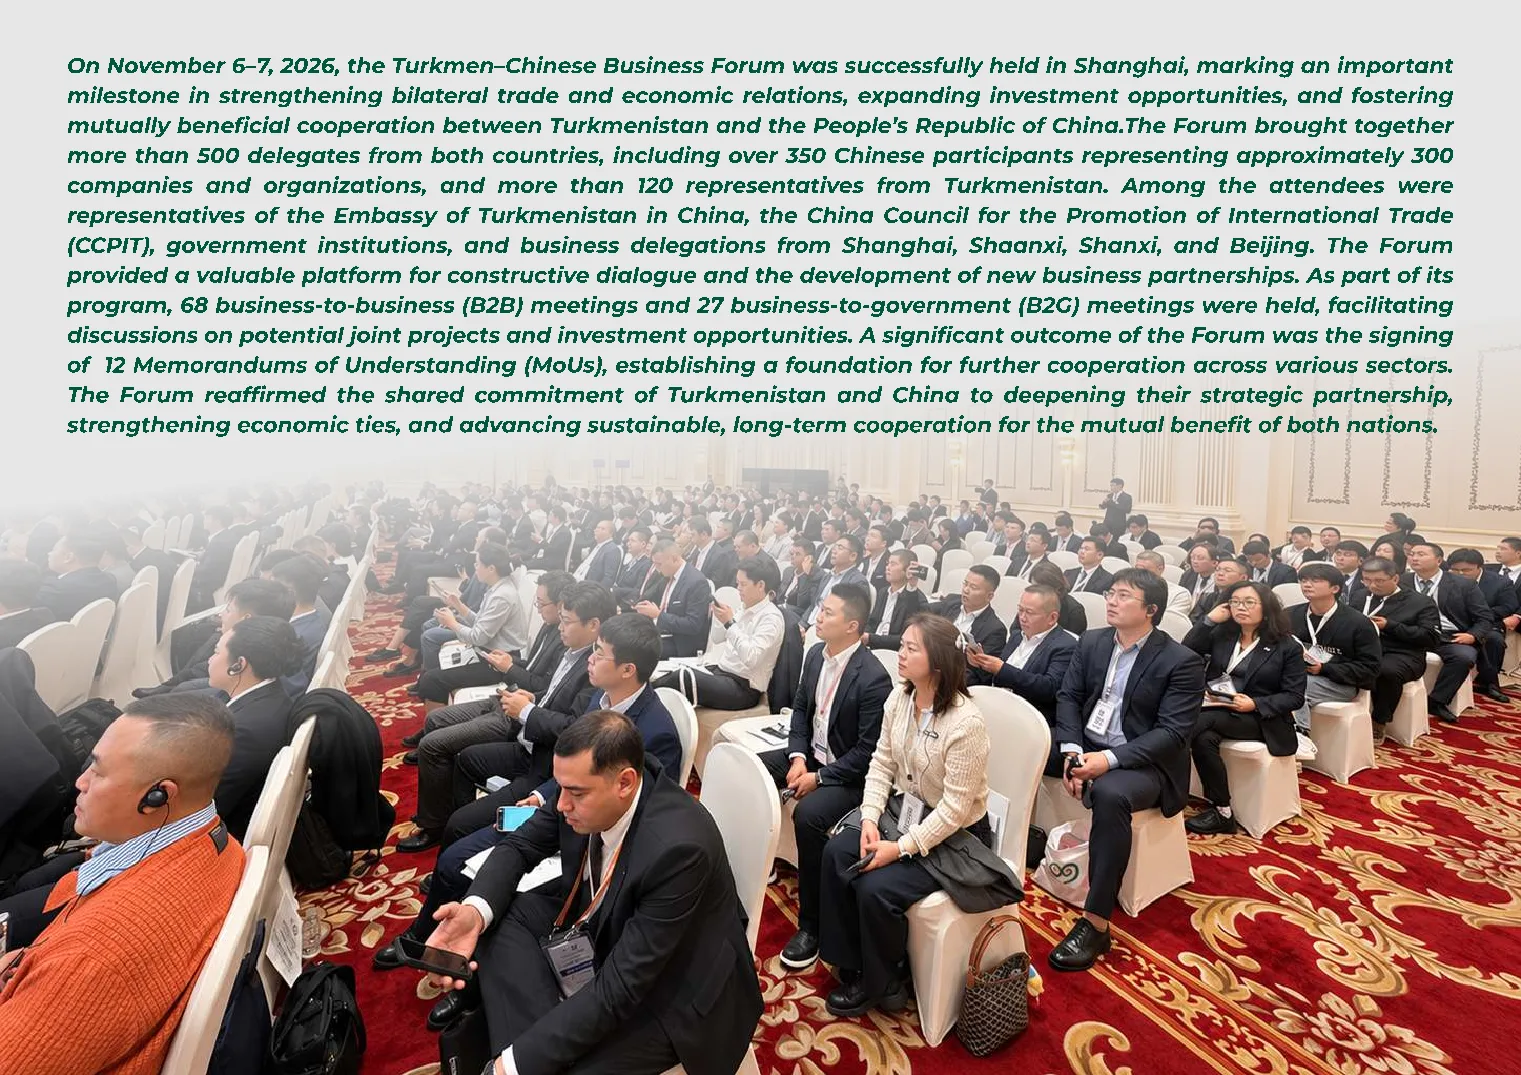 On November 6–7, 2026, the Turkmen–Chinese Business Forum was successfully held in Shanghai, marking an important
milestone in strengthening bilateral trade and economic relations, expanding investment opportunities, and fostering
mutually beneficial cooperation between Turkmenistan and the People's Republic of China.The Forum brought together
more than 500 delegates from both countries, including over 350 Chinese participants representing approximately 300
companies and organizations, and more than 120 representatives from Turkmenistan. Among the attendees were
representatives of the Embassy of Turkmenistan in China, the China Council for the Promotion of International Trade
(CCPIT), government institutions, and business delegations from Shanghai, Shaanxi, Shanxi, and Beijing. The Forum
provided a valuable platform for constructive dialogue and the development of new business partnerships. As part of its
program, 68 business-to-business (B2B) meetings and 27 business-to-government (B2G) meetings were held, facilitating
discussions on potential joint projects and investment opportunities. A significant outcome of the Forum was the signing
of 12 Memorandums of Understanding (MoUs), establishing a foundation for further cooperation across various sectors.
The Forum reaffirmed the shared commitment of Turkmenistan and China to deepening their strategic partnership,
strengthening economic ties, and advancing sustainable, long-term cooperation for the mutual benefit of both nations.